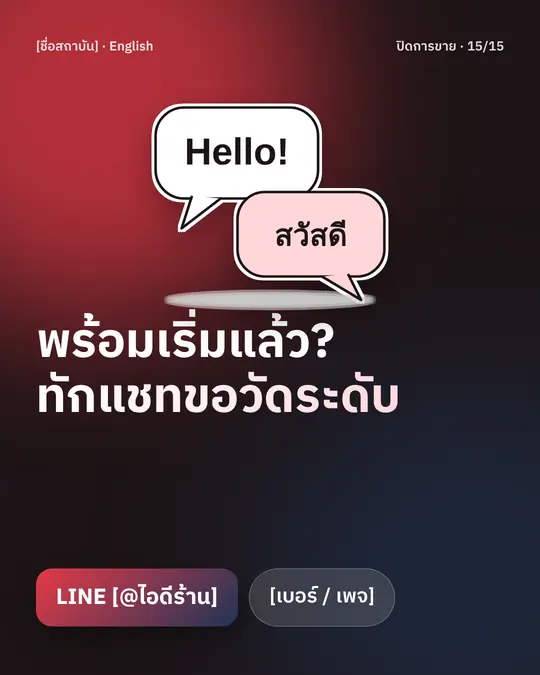 [ชื่อสถาบัน] · English
ปิดการขาย · 15/15
Hello!
สวัสดี
พร้อมเริ่มแล้ว?
ทักแชทขอวัดระดับ
LINE [@ไอดีร้าน]
[เบอร์ / เพจ]